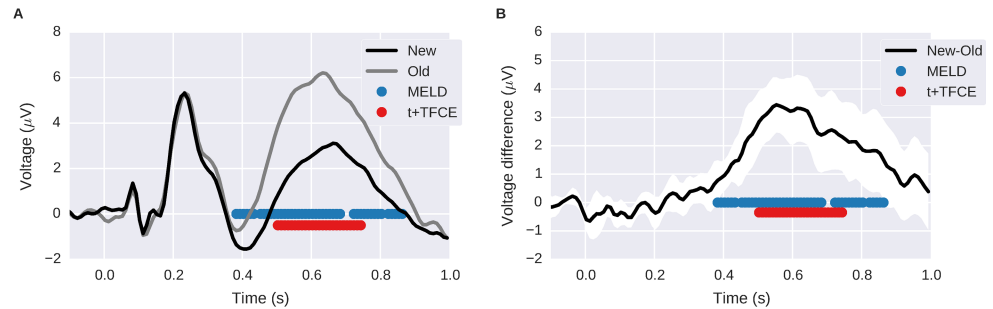 A
B
8
6
4
2
0
−2
Voltage (μV)
New
Old
MELD
t+TFCE
0.0
0.2
0.4
0.6
0.8
1.0
Time (s)
6
5
4
3
2
1
0
−1
−2
Voltage difference (μV)
New-Old
MELD
t+TFCE
0.0
0.2
0.4
0.6
0.8
1.0
Time (s)